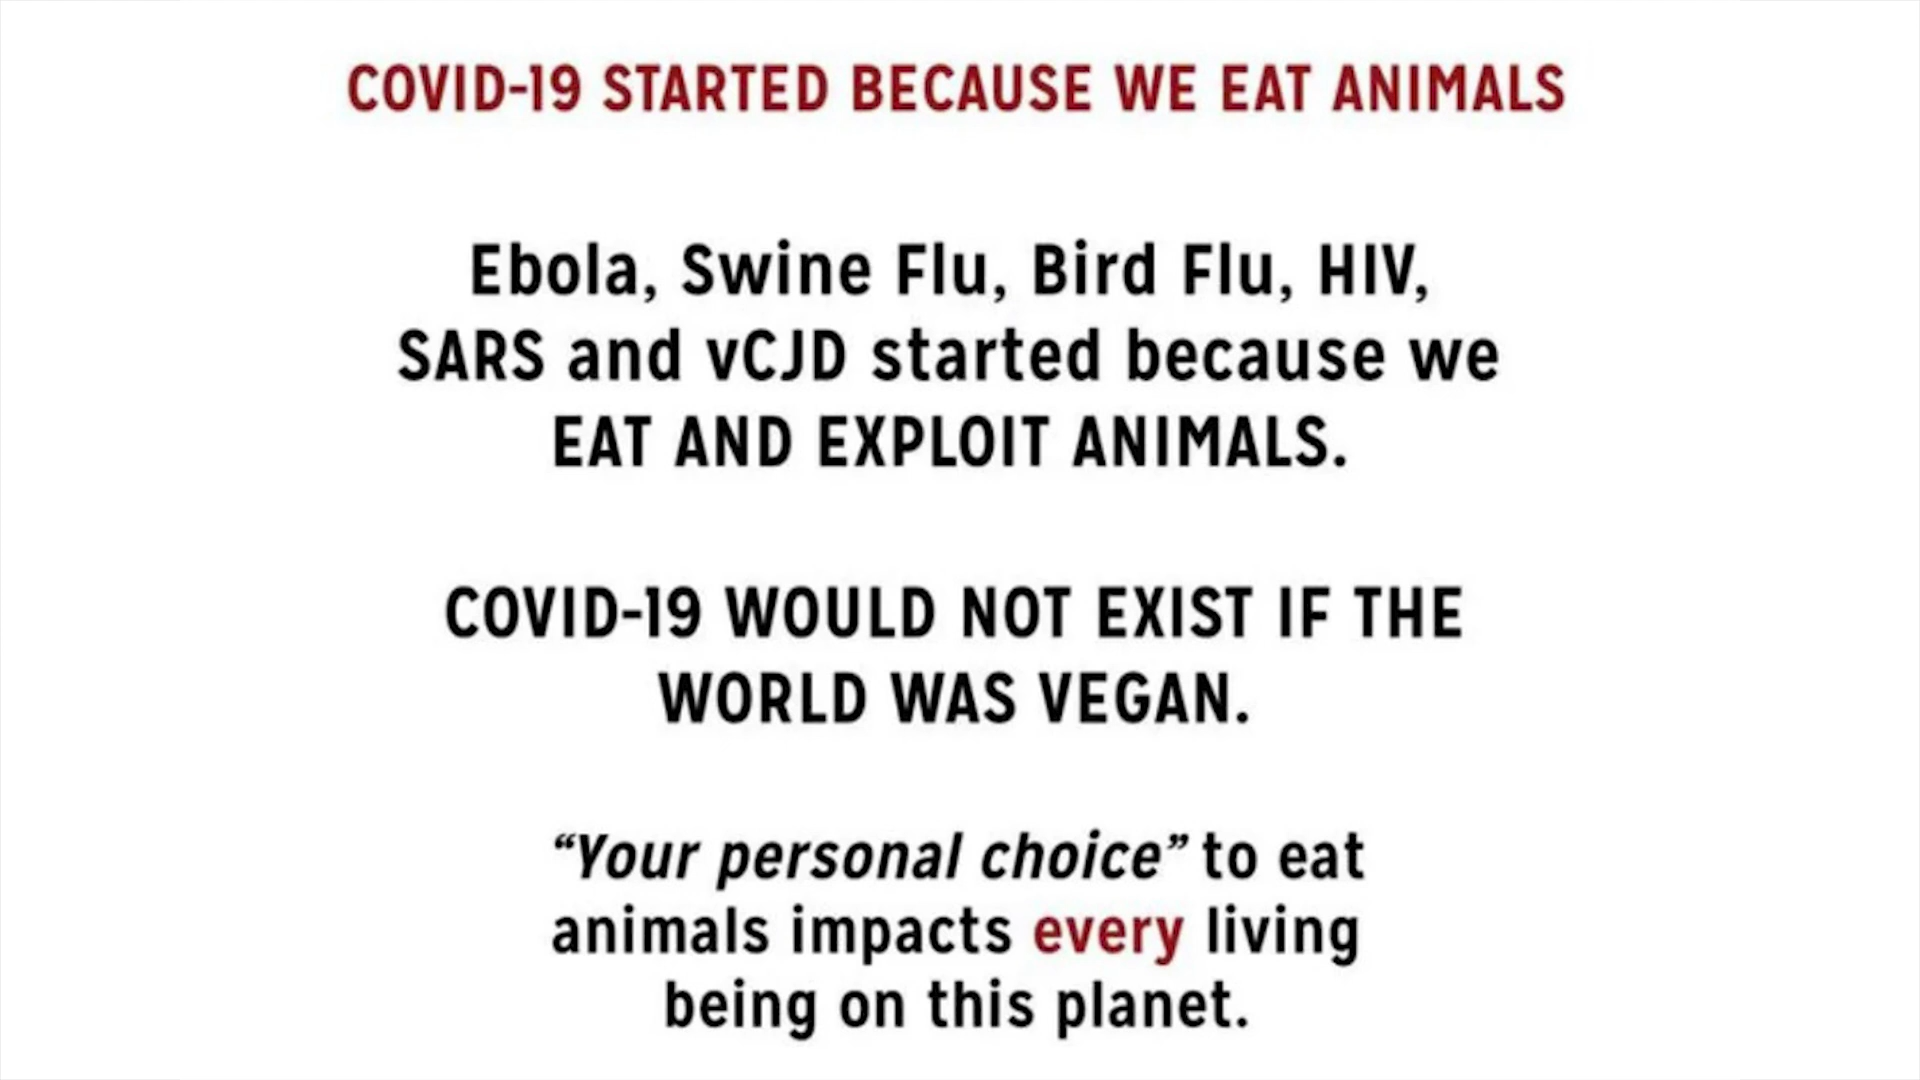 COVID-19 STARTED BECAUSE WE EAT ANIMALS
Ebola, Swine Flu, Bird Flu, HIV,
SARS and vCJD started because we
EAT AND EXPLOIT ANIMALS.
COVID-19 WOULD NOT EXIST IF THE
WORLD WAS VEGAN.
“Your personal choice” to eat
animals impacts every living
being on this planet.